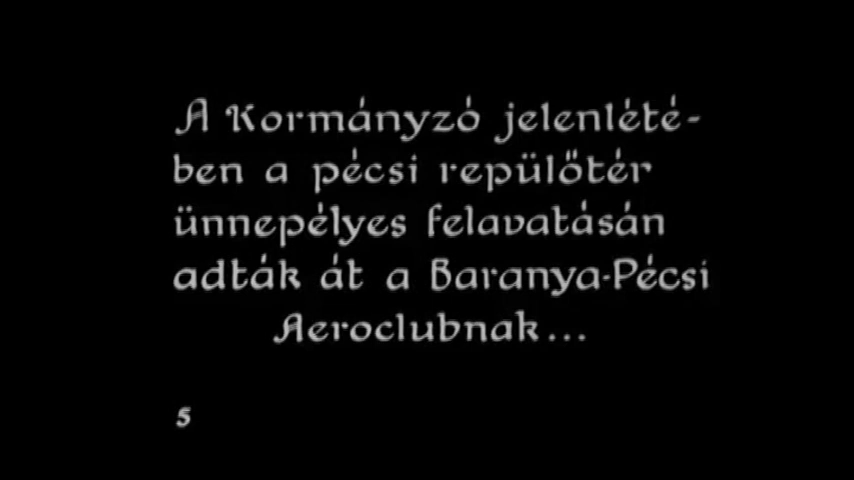 A Kormányzó jelenlété-
ben a pécsi repülőtér
ünnepélyes felavatásán
adták át a Baranya-Pécsi
Aeroclubnak...
5